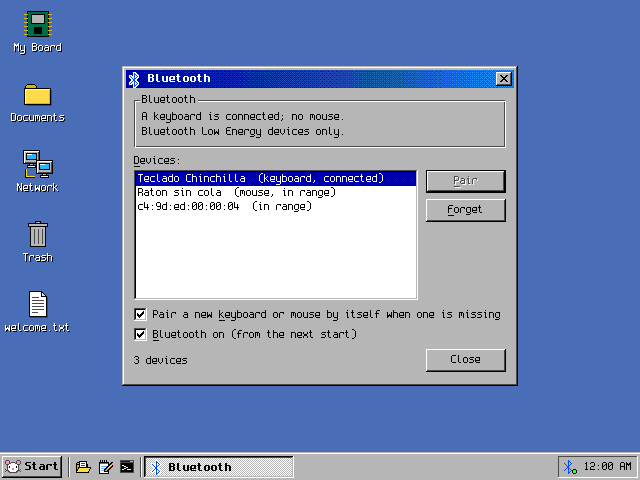 My Board
Documents
Network
Trash
welcome.txt
Bluetooth
Bluetooth
A keyboard is connected; no mouse.
Bluetooth Low Energy devices only.
Devices:
Teclado Chinchilla (keyboard, connected)
Raton sin cola (mouse, in range)
c4:9d:ed:00:00:04 (in range)
Pair
Forget
Pair a new keyboard or mouse by itself when one is missing
Bluetooth on (from the next start)
3 devices
Close
Start
Bluetooth
12:00 AM